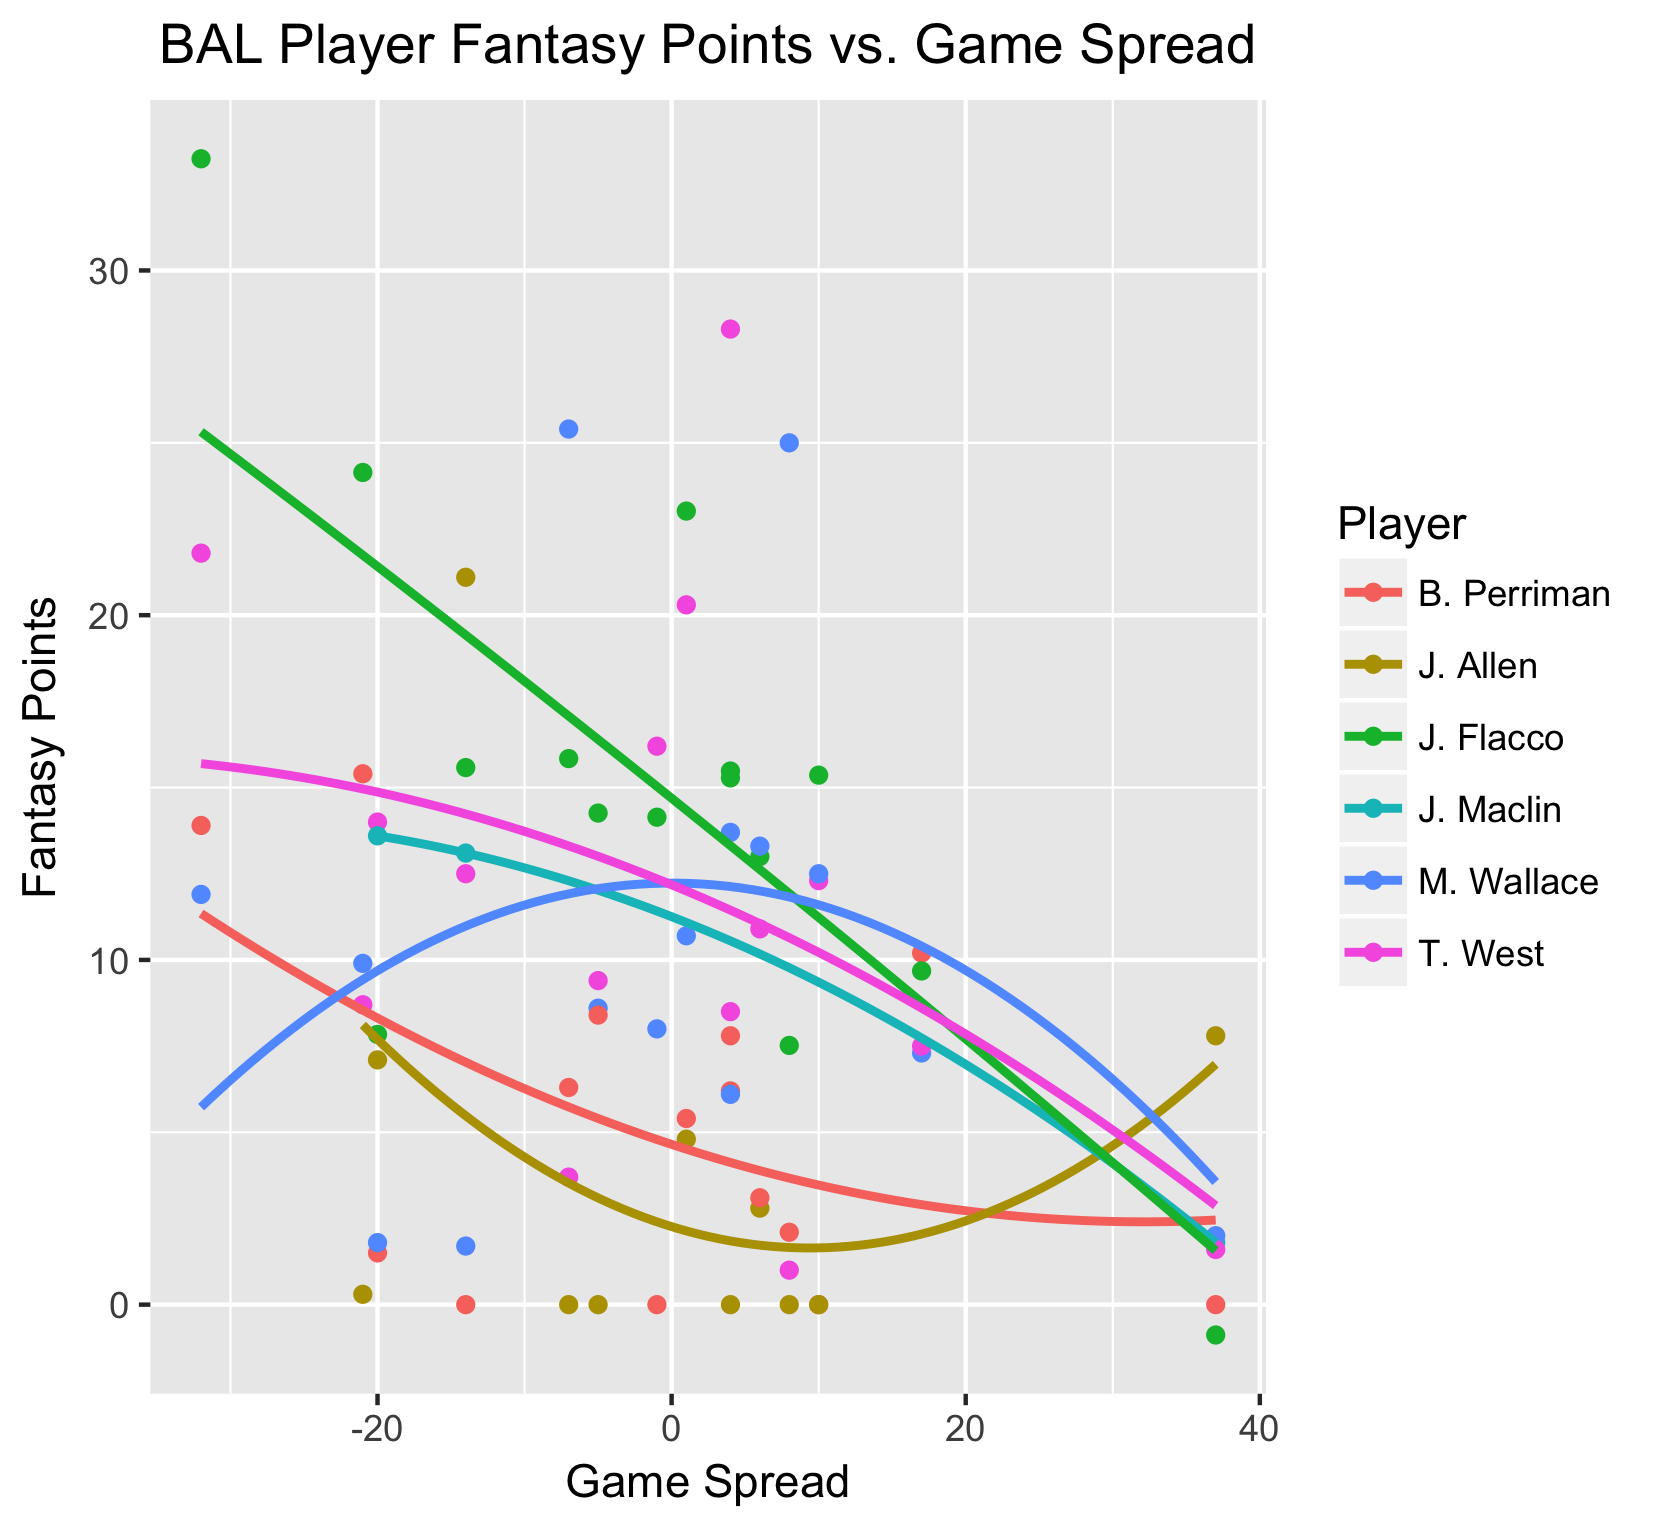 BAL Player Fantasy Points vs. Game Spread
Fantasy Points
30
20
10
0
-20
0
20
40
Game Spread
Player
B. Perriman
J. Allen
J. Flacco
J. Maclin
M. Wallace
T. West